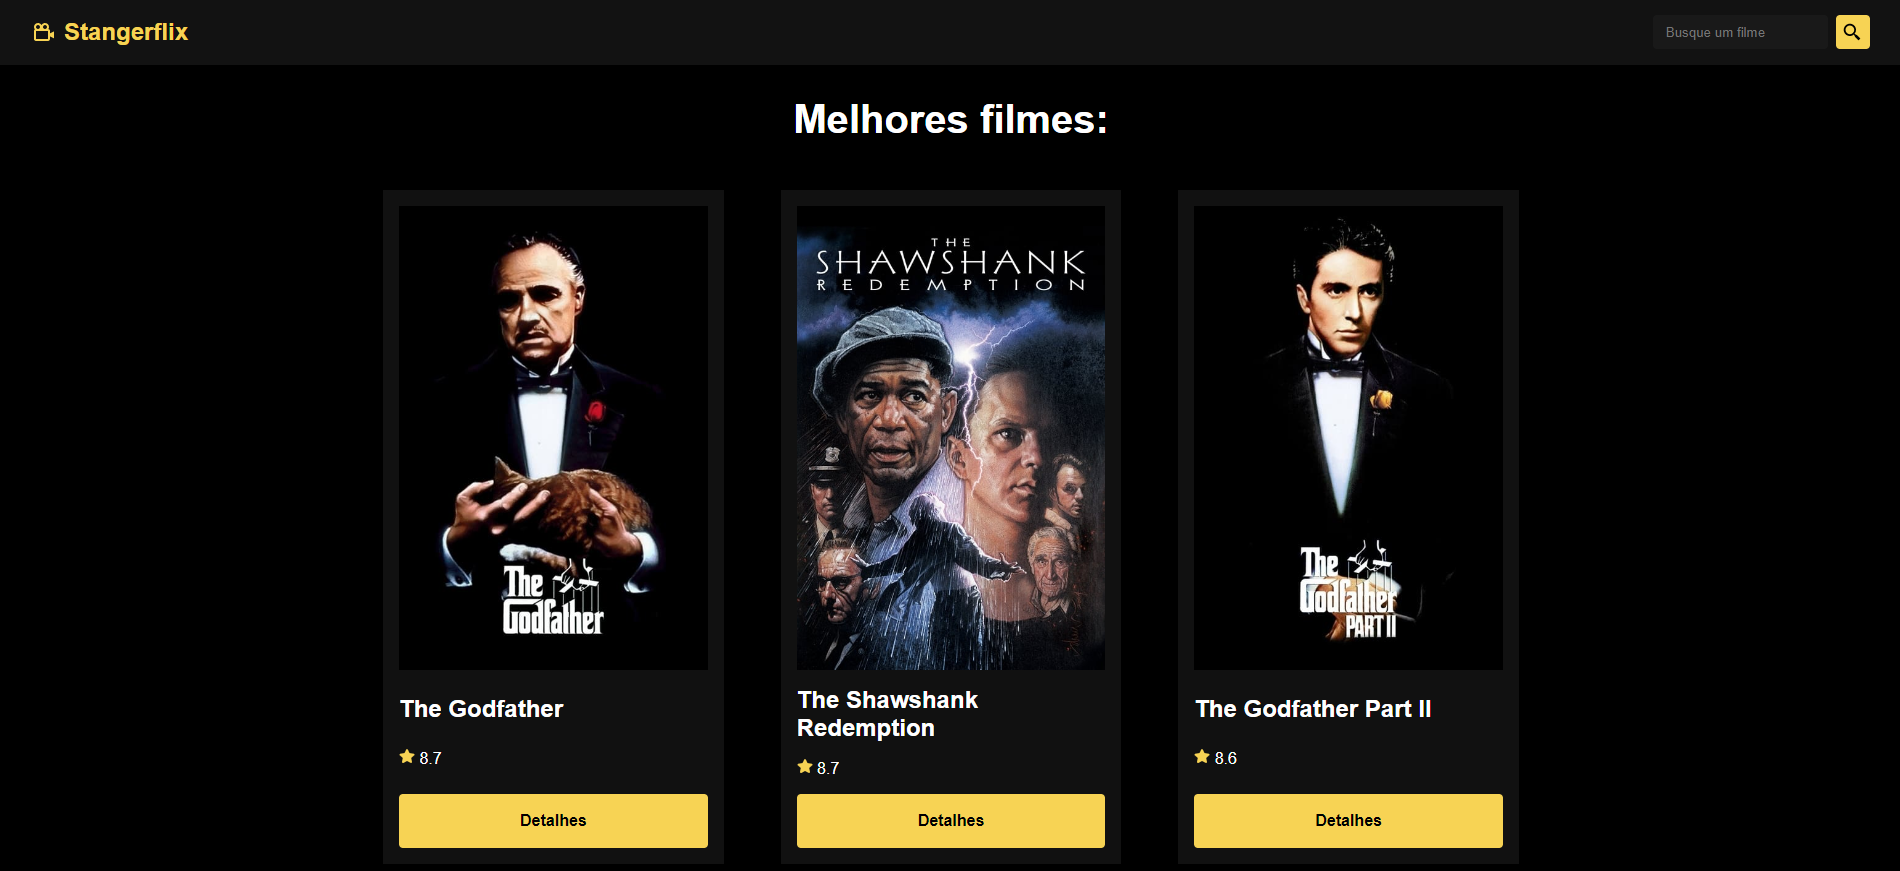 Stangerflix
Busque um filme
Melhores filmes:
The
Godfather
THE
SHAWSHANK
REDEMPTION
The
Godfather
PART II
The Godfather
The Shawshank
Redemption
The Godfather Part II
8.7
8.7
8.6
Detalhes
Detalhes
Detalhes